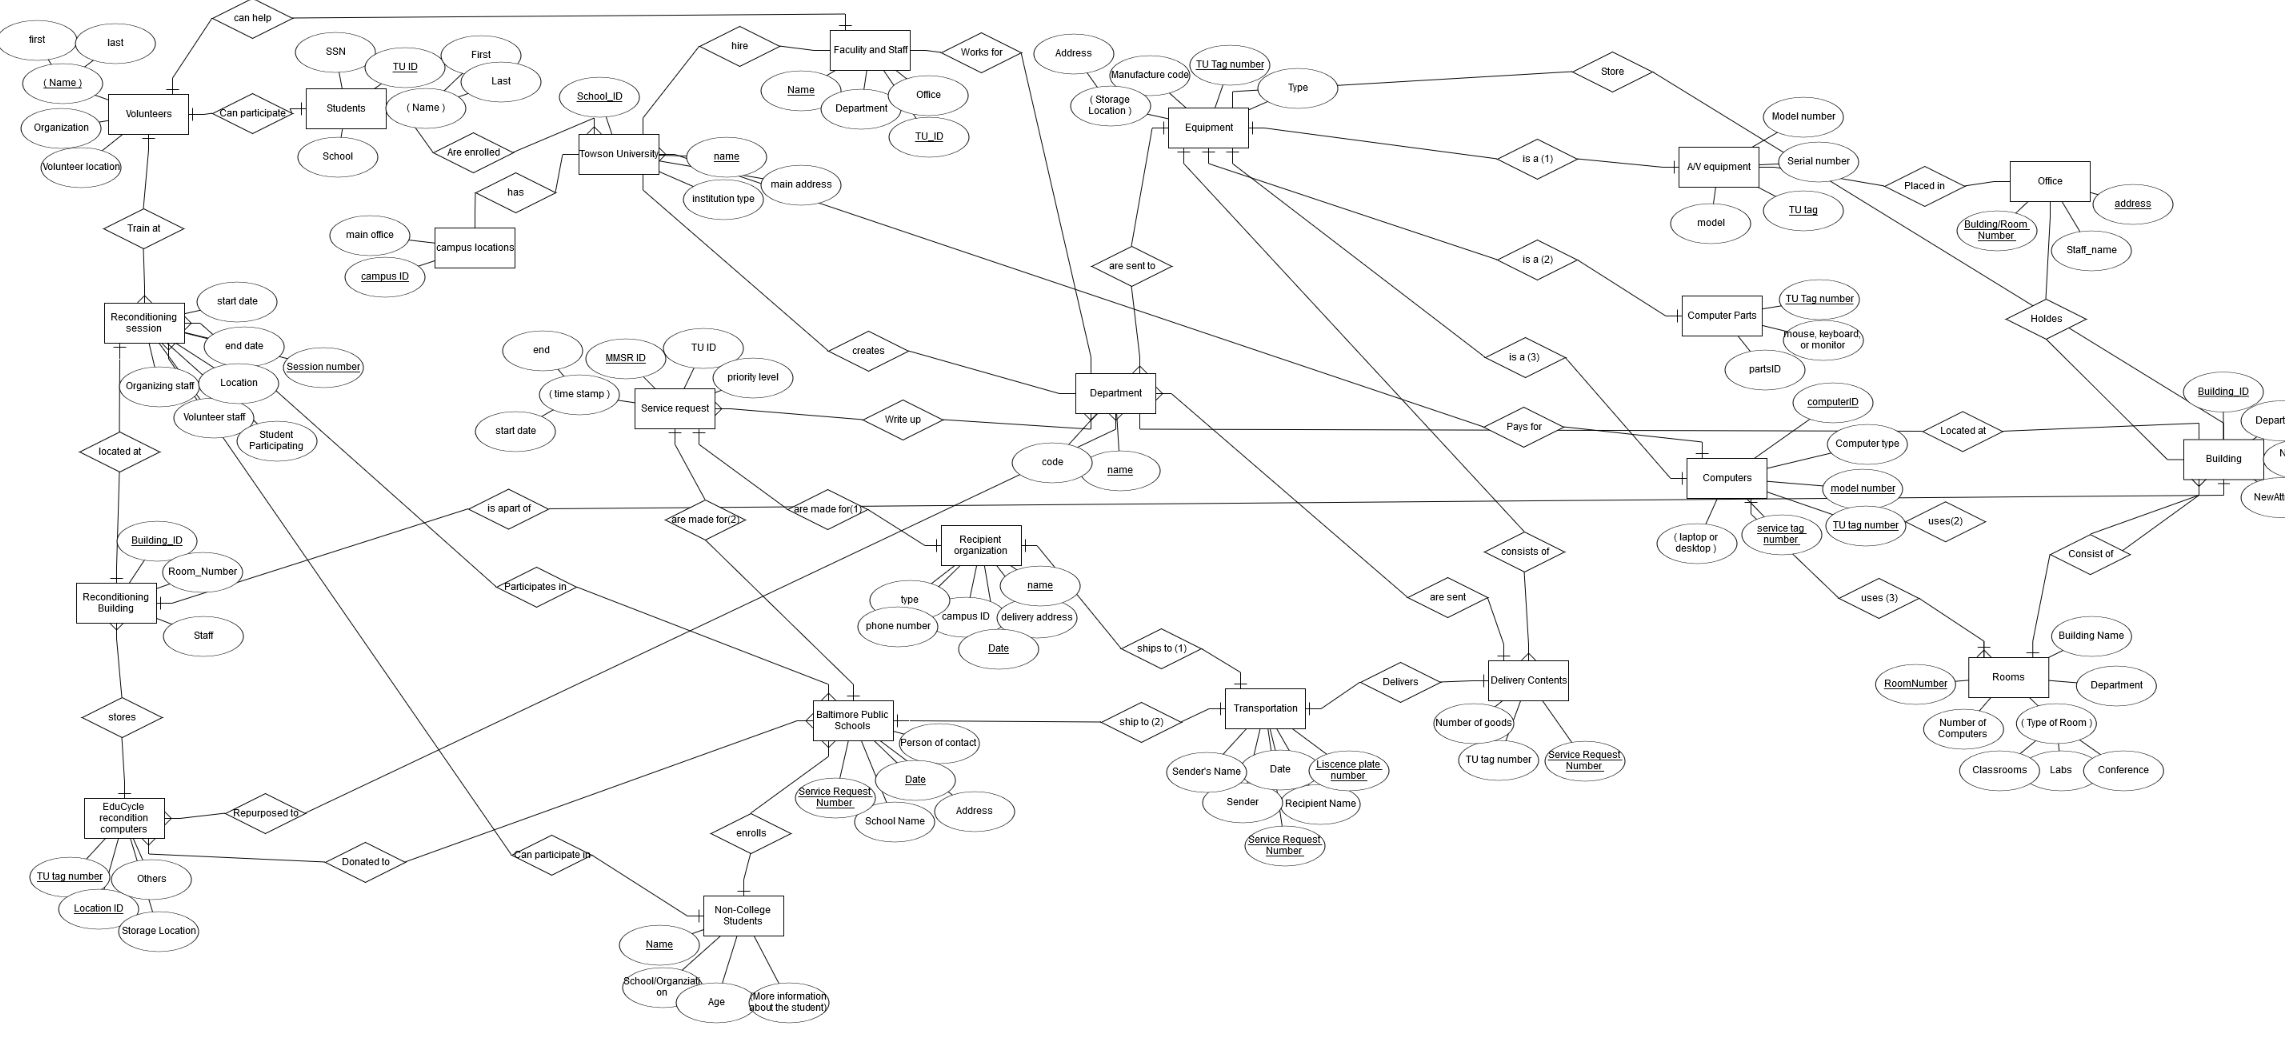 can help
first
last
( Name )
Volunteers
Organization
Volunteer location
Can participate
SSN
TU ID
First
Last
( Name )
Students
School
Are enrolled
School_ID
Towson University
hire
Faculity and Staff
Works for
Name
Department
Office
TU_ID
name
main address
institution type
has
main office
campus locations
campus ID
Address
Manufacture code
TU Tag number
( Storage
Location )
Type
Equipment
Store
is a (1)
Model number
Serial number
A/V equipment
TU tag
model
Placed in
Office
address
Bulding/Room
Number
Staff_name
Train at
are sent to
is a (2)
Computer Parts
TU Tag number
mouse, keyboard,
or monitor
partsID
Holdes
Reconditioning
session
start date
end date
Session number
Organizing staff
Location
Volunteer staff
Student
Participating
end
MMSR ID
TU ID
priority level
( time stamp )
Service request
start date
creates
Write up
Department
code
name
is a (3)
Pays for
computerID
Computer type
Computers
model number
TU tag number
service tag
number
( laptop or
desktop )
uses(2)
Located at
Building_ID
Building
located at
is apart of
are made for(2)
are made for(1)
Building_ID
Room_Number
Reconditioning
Building
Staff
Participates in
Recipient
organization
type
phone number
campus ID
name
delivery address
Date
consists of
Consist of
are sent
uses (3)
ships to (1)
Delivers
Delivery Contents
Number of goods
TU tag number
Service Request
Number
Building Name
RoomNumber
Rooms
Department
Number of
Computers
( Type of Room )
Classrooms
Labs
Conference
stores
Baltimore Public
Schools
ship to (2)
Transportation
Person of contact
Date
Address
School Name
Service Request
Number
Sender's Name
Sender
Date
Liscence plate
number
Recipient Name
Service Request
Number
EduCycle
recondition
computers
Repurposed to
Donated to
Can participate in
enrolls
TU tag number
Others
Location ID
Storage Location
Non-College
Students
Name
Age
(More information
about the student)